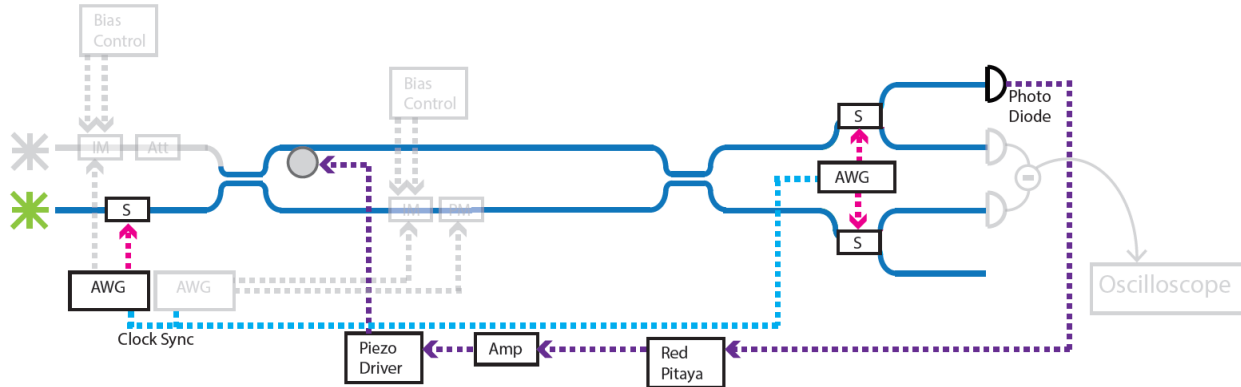 Bias
Control
Bias
Control
Photo
Diode
S
IM
Att
AWG
S
IM
PM
S
AWG
AWG
Oscilloscope
Clock Sync
Piezo
Driver
Amp
Red
Pitaya